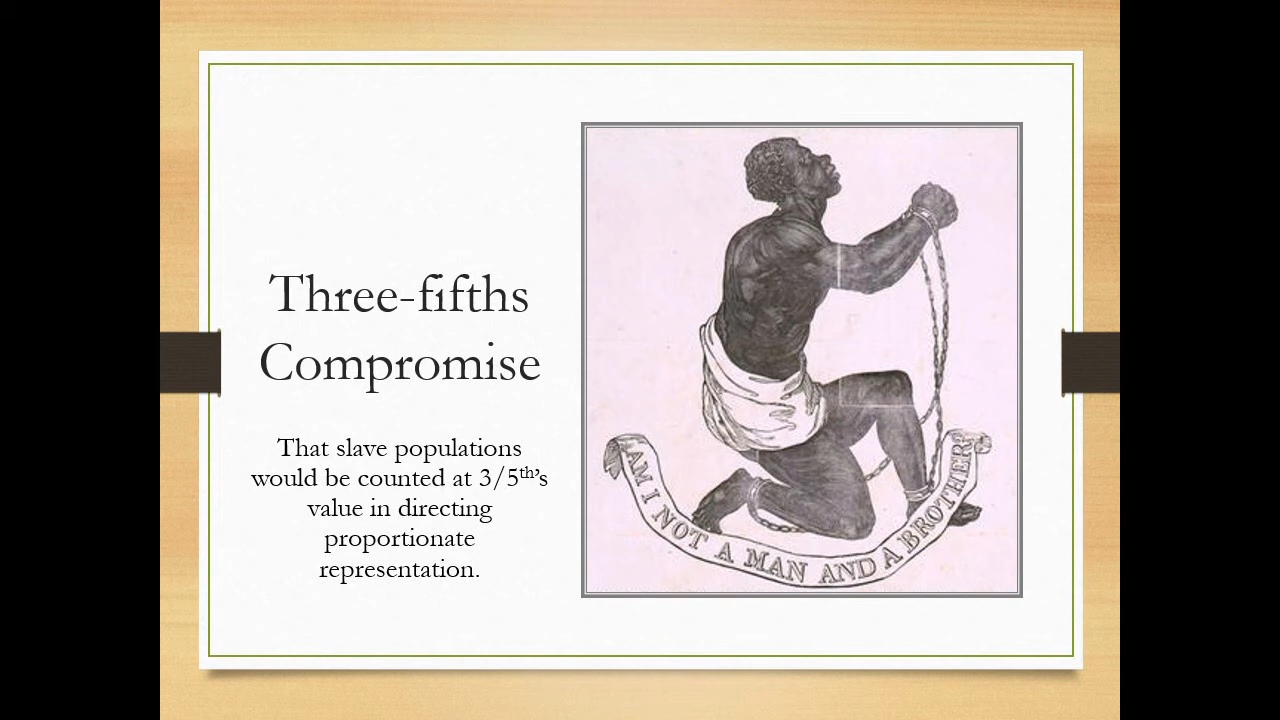 Three-fifths
Compromise
That slave populations
would be counted at 3/5th's
value in directing
proportionate
representation.
AM I NOT A MAN AND A BROTHER?